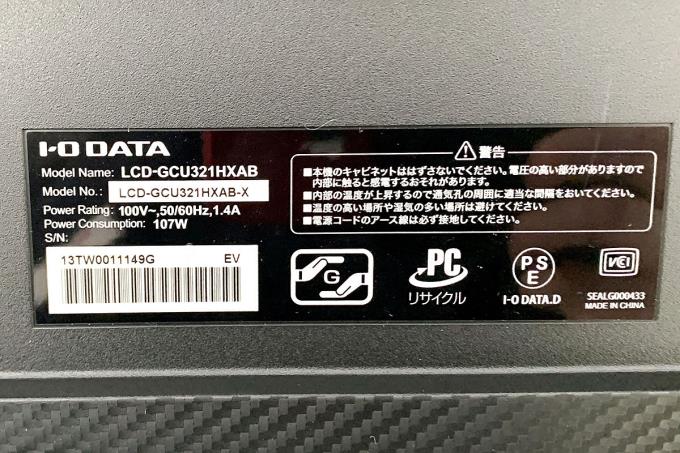 I-O DATA
Model Name: LCD-GCU321HXAB
Model No.: LCD-GCU321HXAB-X
Power Rating: 100V~,50/60Hz,1.4A
Power Consumption: 107W
S/N:
13TW0011149G EV
警告
■本機のキャビネットははずさないでください。電圧の高い部分がありますので
内部に触ると感電するおそれがあります。
■内部の温度が上昇するので通気孔の周囲に適当な間隔をおいてください。
■温度の高い場所や湿気の多い場所は避けてください。
■電源コードのアース線は必ず接地してください。
G
PC
リサイクル
PSE
I-O DATA.D
VCCI
SEALG000433
MADE IN CHINA